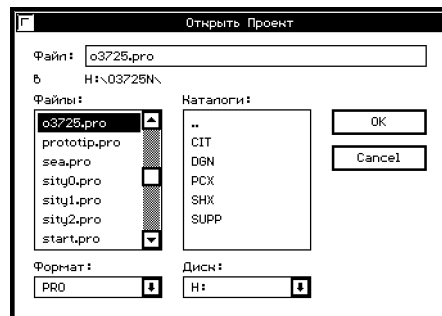 Открыть Проект
Файл: o3725.pro
в H:\O3725N\
Файлы:
o3725.pro
prototip.pro
sea.pro
sity0.pro
sity1.pro
sity2.pro
start.pro
Каталоги:
..
CIT
DGN
PCX
SHX
SUPP
OK
Cancel
Формат:
PRO
Диск:
H: